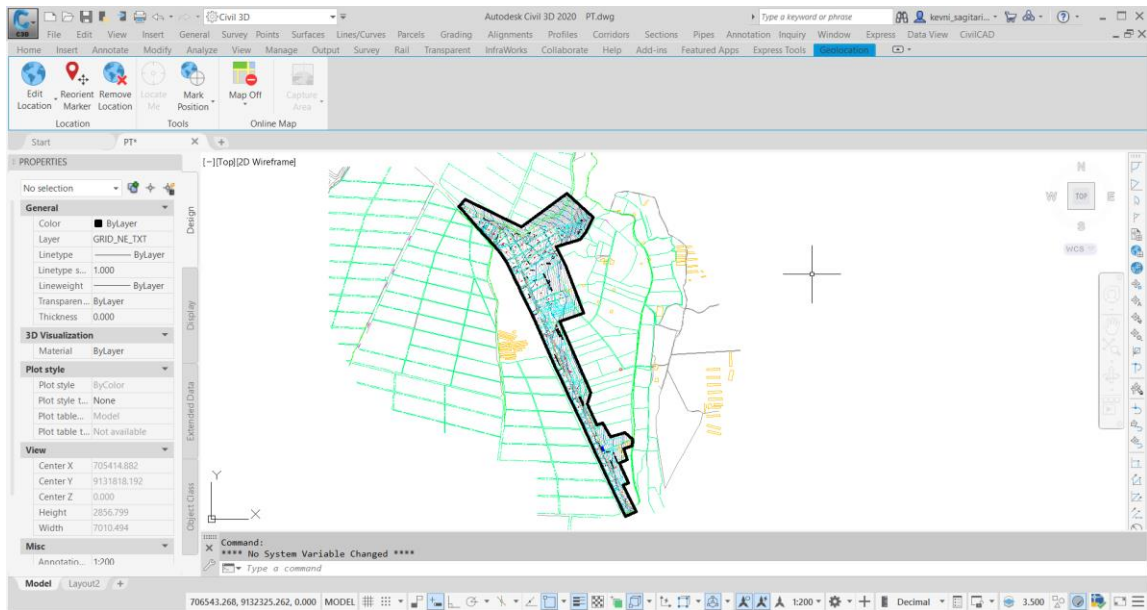 Civil 3D
Autodesk Civil 3D 2020 PT.dwg
Type a keyword or phrase
kevni_sagitari...
C3D
File Edit View Insert General Survey Points Surfaces Lines/Curves Parcels Grading Alignments Profiles Corridors Sections Pipes Annotation Inquiry Window Express Data View CivilCAD
Home Insert Annotate Modify Analyze View Manage Output Survey Rail Transparent InfraWorks Collaborate Help Add-ins Featured Apps Express Tools Geolocation
Edit Location
Reorient Marker
Remove Location
Locate Me
Mark Position
Map Off
Capture Area
Location Tools Online Map
Start PT*
PROPERTIES
[−][Top][2D Wireframe]
No selection
General
Color ByLayer
Layer GRID_NE_TXT
Linetype ByLayer
Linetype s... 1.000
Lineweight ByLayer
Transparen... ByLayer
Thickness 0.000
3D Visualization
Material ByLayer
Plot style
Plot style ByColor
Plot style t... None
Plot table... Model
Plot table t... Not available
View
Center X 705414.882
Center Y 9131818.192
Center Z 0.000
Height 2856.799
Width 7010.494
Misc
Annotatio... 1:200
Design
Display
Extended Data
Object Class
N
W TOP E
S
WCS
Y
X
Command:
**** No System Variable Changed ****
Type a command
Model Layout2
706543.268, 9132325.262, 0.000 MODEL 1:200 Decimal 3.500